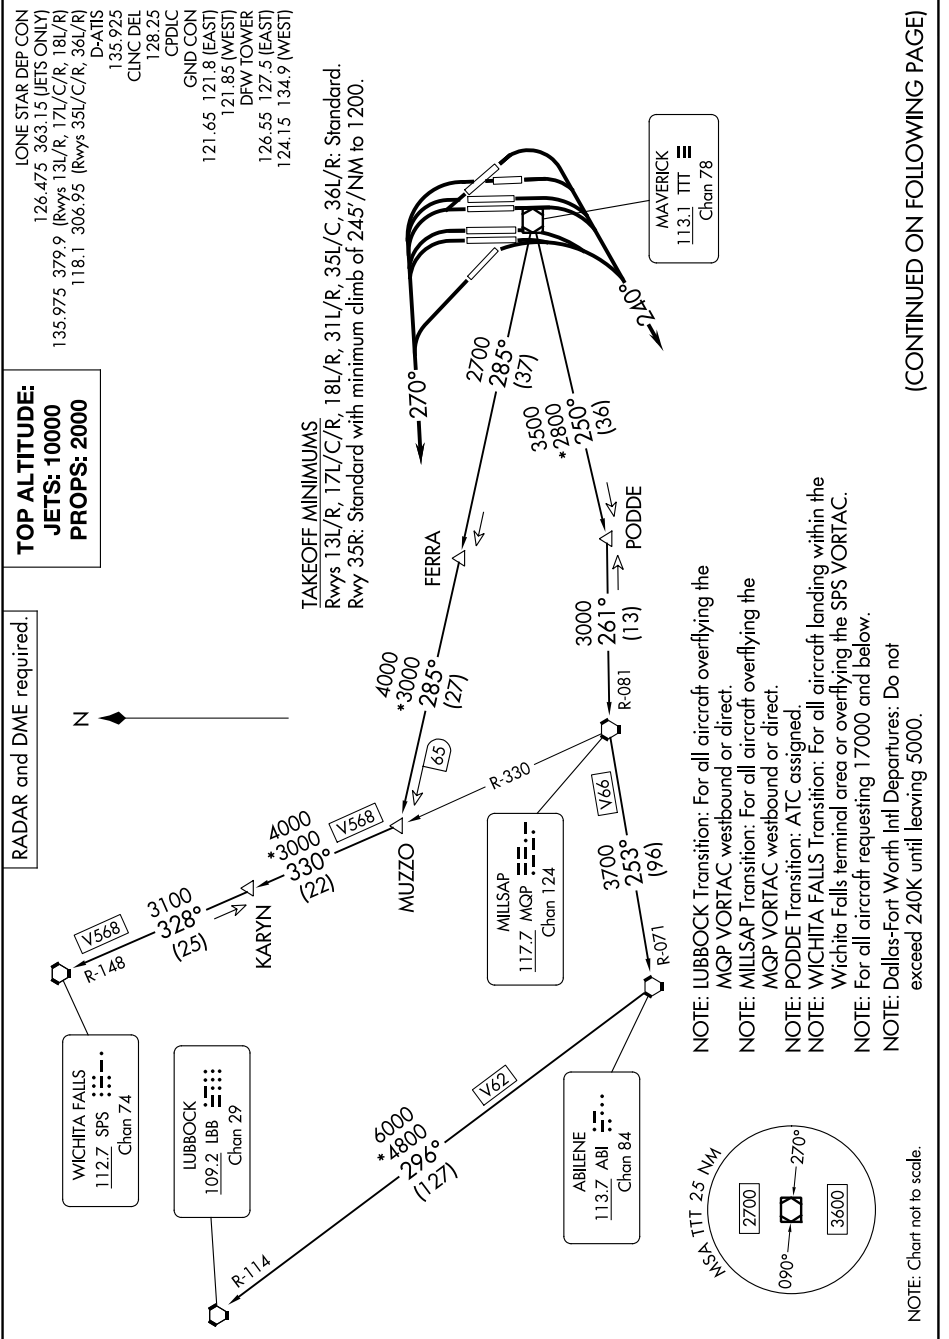 LONE STAR DEP CON
126.475 363.15 (JETS ONLY)
135.975 379.9 (Rwys 13L/R, 17L/C/R, 18L/R)
118.1 306.95 (Rwys 35L/C/R, 36L/R)
D-ATIS
135.925
CLNC DEL
128.25
CPDLC
GND CON
121.65 121.8 (EAST)
121.85 (WEST)
DFW TOWER
126.55 127.5 (EAST)
124.15 134.9 (WEST)
TOP ALTITUDE:
JETS: 10000
PROPS: 2000
RADAR and DME required.
TAKEOFF MINIMUMS
Rwys 13L/R, 17L/C/R, 18L/R, 31L/R, 35L/C, 36L/R: Standard.
Rwy 35R: Standard with minimum climb of 245'/NM to 1200.
N
WICHITA FALLS
112.7 SPS
Chan 74
R-148
V568
3100
328°
(25)
KARYN
4000
*3000
330°
(22)
V568
MUZZO
65
4000
*3000
285°
(27)
FERRA
2700
285°
(37)
270°
240°
MAVERICK
113.1 TTT
Chan 78
3500
*2800
250°
(36)
PODDE
3000
261°
(13)
R-081
R-330
MILLSAP
117.7 MQP
Chan 124
V66
3700
253°
(96)
R-071
ABILENE
113.7 ABI
Chan 84
V62
6000
*4800
296°
(127)
R-114
LUBBOCK
109.2 LBB
Chan 29
NOTE: LUBBOCK Transition: For all aircraft overflying the
MQP VORTAC westbound or direct.
NOTE: MILLSAP Transition: For all aircraft overflying the
MQP VORTAC westbound or direct.
NOTE: PODDE Transition: ATC assigned.
NOTE: WICHITA FALLS Transition: For all aircraft landing within the
Wichita Falls terminal area or overflying the SPS VORTAC.
NOTE: For all aircraft requesting 17000 and below.
NOTE: Dallas-Fort Worth Intl Departures: Do not
exceed 240K until leaving 5000.
MSA TTT 25 NM
2700
270°
090°
3600
NOTE: Chart not to scale.
(CONTINUED ON FOLLOWING PAGE)